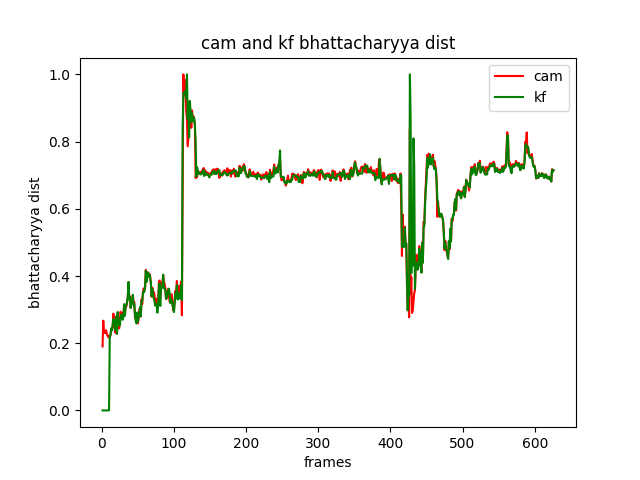 cam and kf bhattacharyya dist
cam
kf
1.0
0.8
0.6
0.4
0.2
0.0
bhattacharyya dist
0 100 200 300 400 500 600
frames